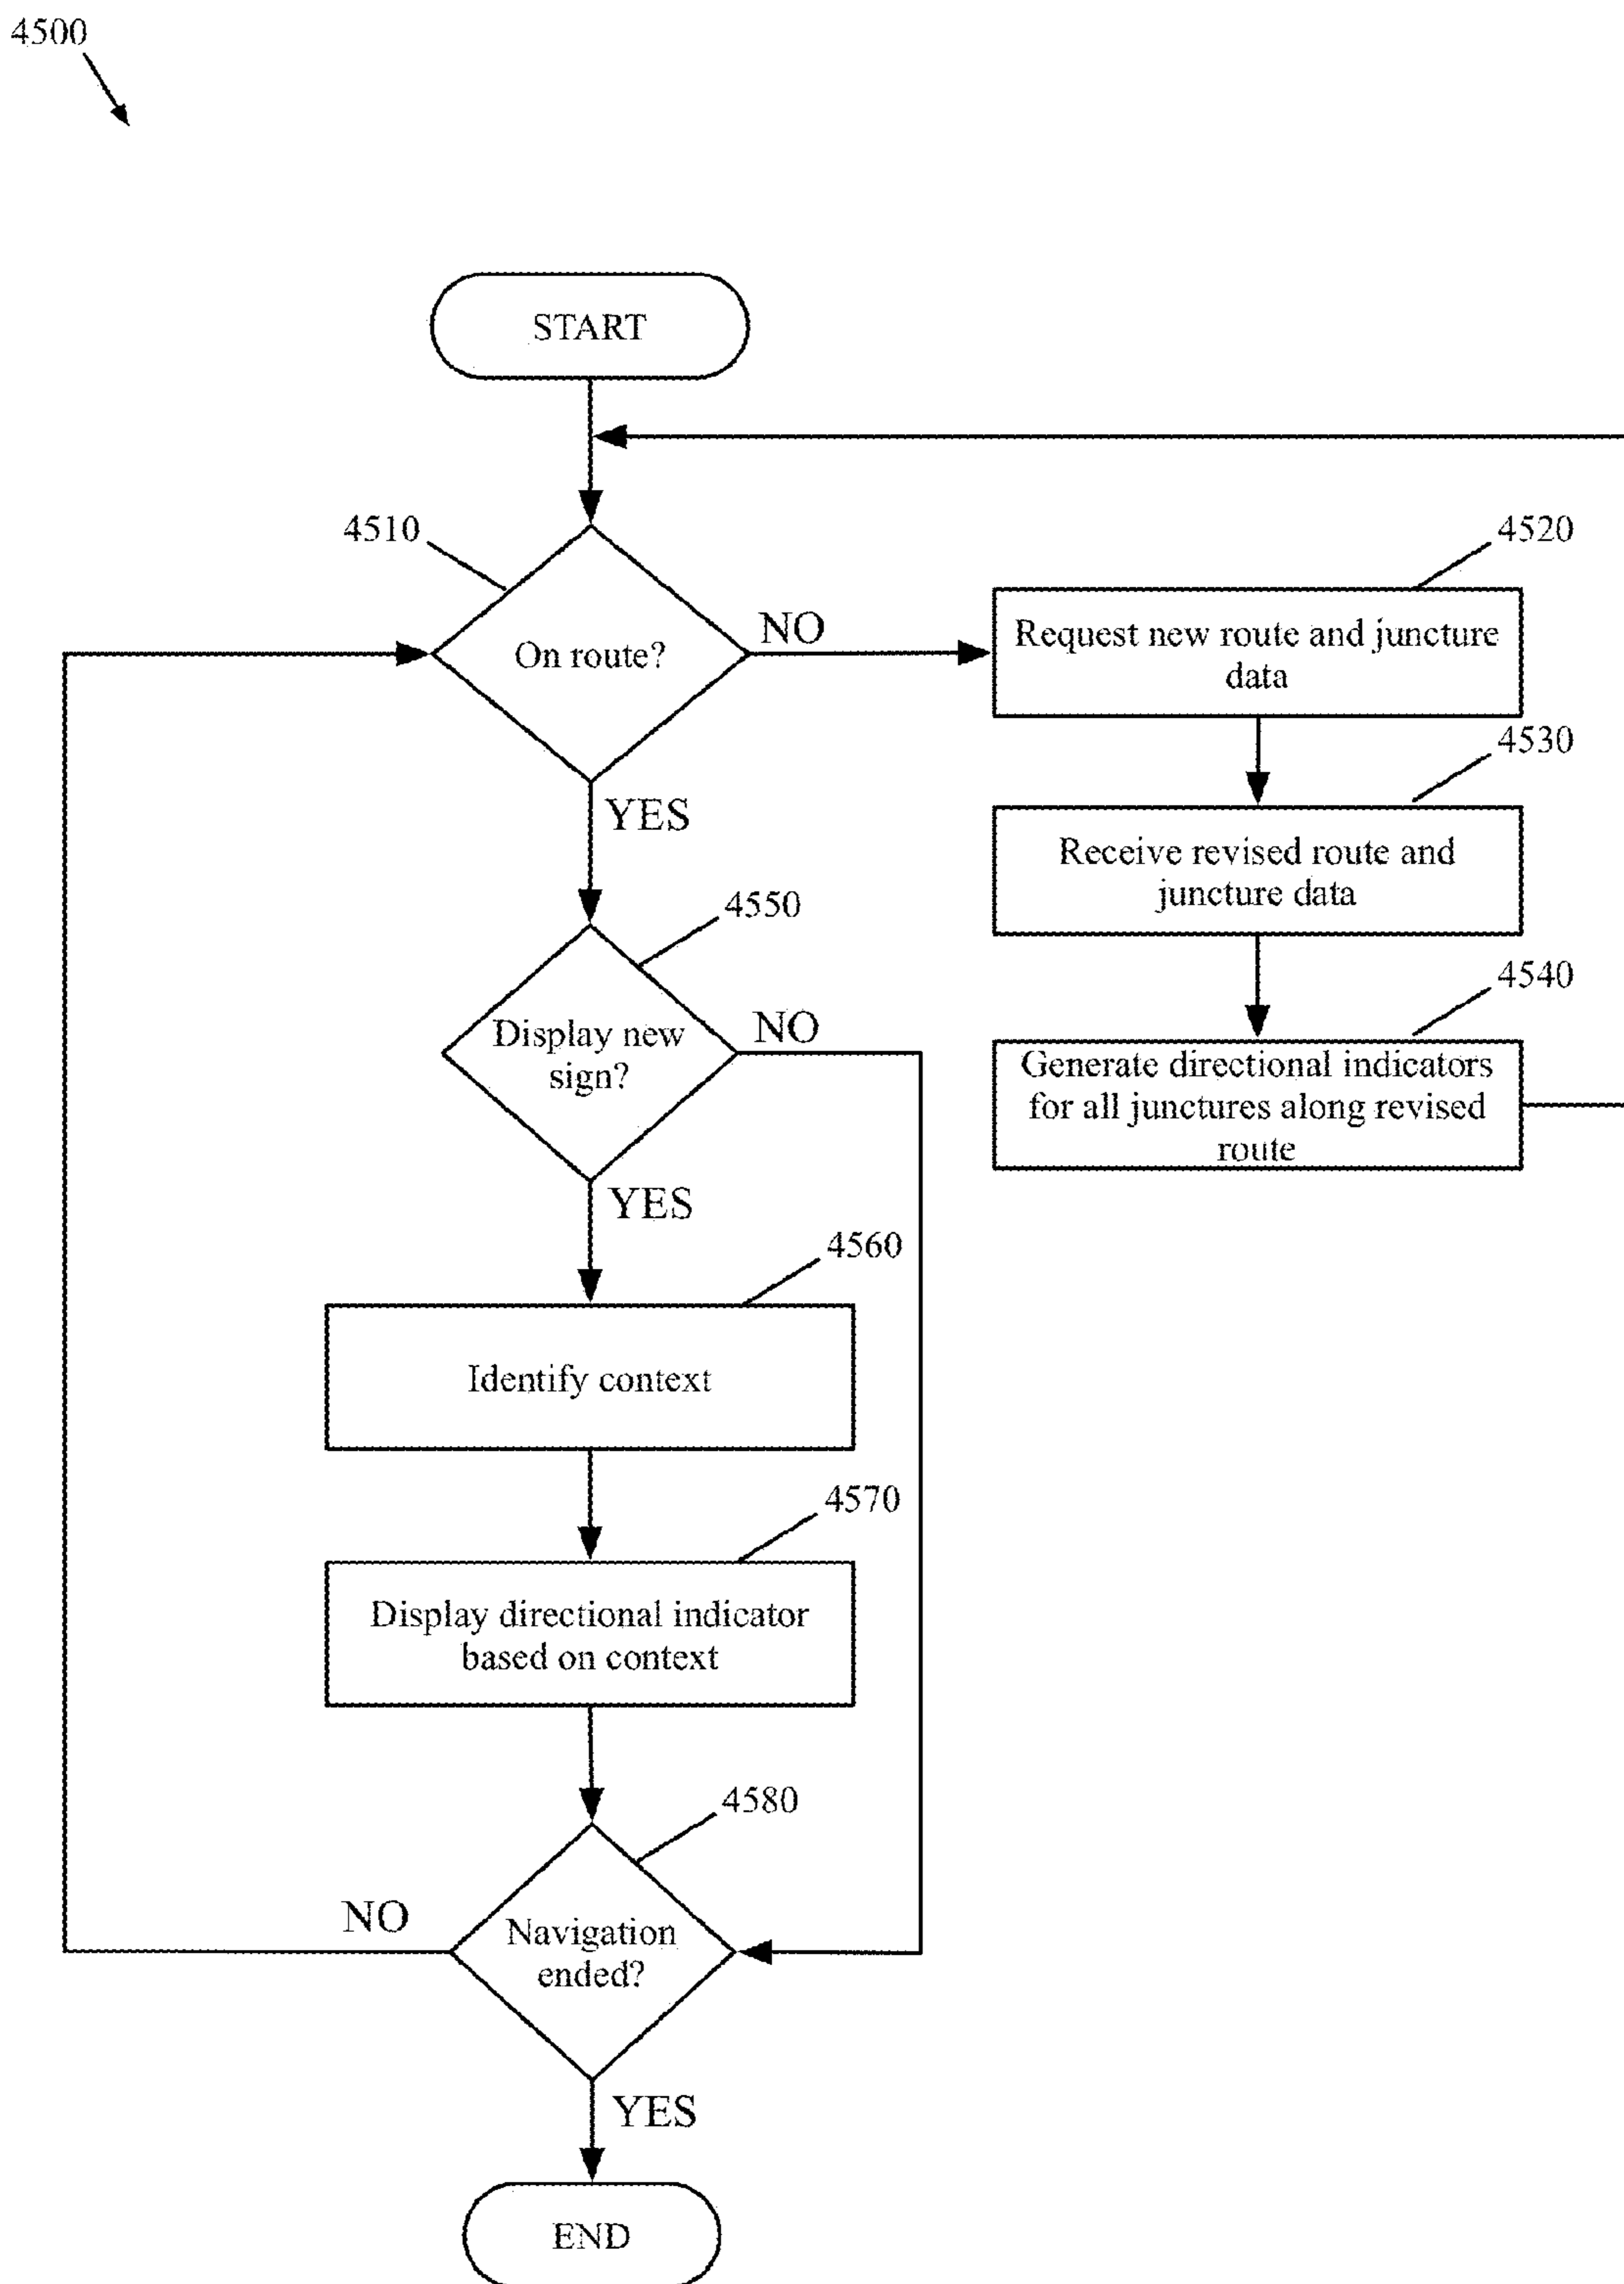 4500
START
4510
On route?
NO
4520
Request new route and juncture
data
4530
Receive revised route and
juncture data
4540
Generate directional indicators
for all junctures along revised
route
YES
4550
Display new
sign?
NO
YES
4560
Identify context
4570
Display directional indicator
based on context
4580
Navigation
ended?
NO
YES
END